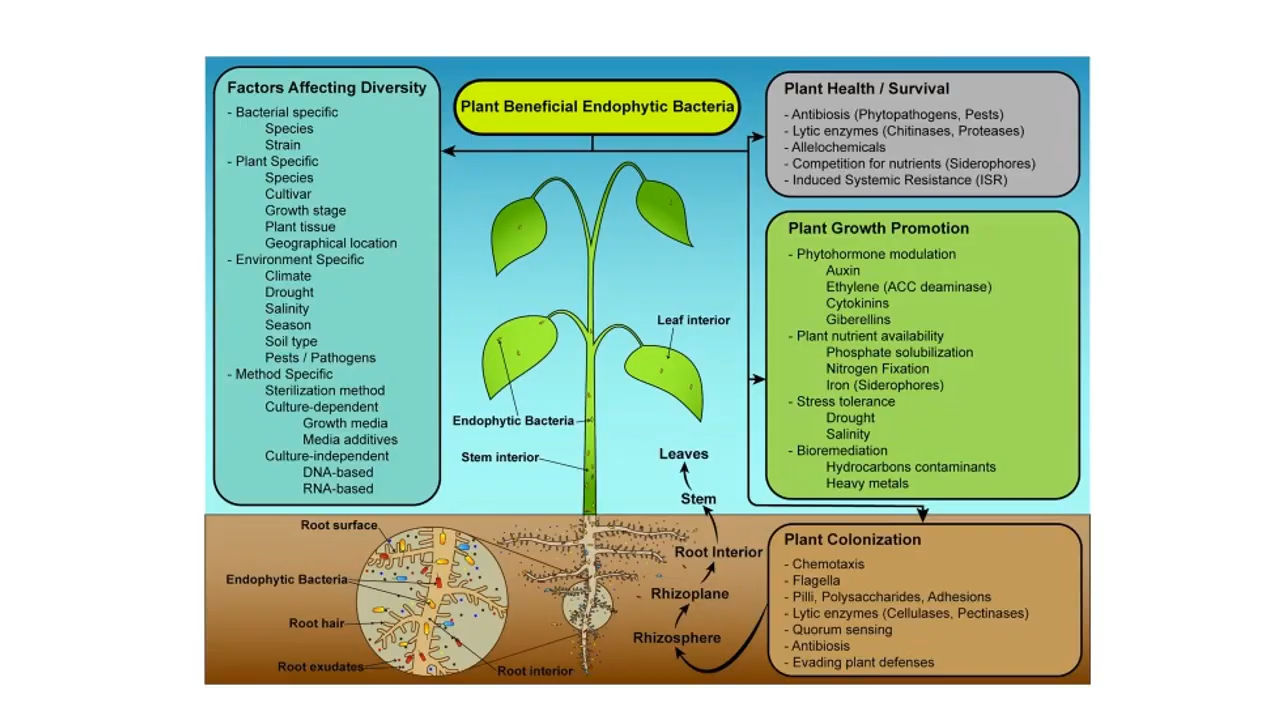 Factors Affecting Diversity
- Bacterial specific
Species
Strain
- Plant Specific
Species
Cultivar
Growth stage
Plant tissue
Geographical location
- Environment Specific
Climate
Drought
Salinity
Season
Soil type
Pests / Pathogens
- Method Specific
Sterilization method
Culture-dependent
Growth media
Media additives
Culture-independent
DNA-based
RNA-based
Plant Beneficial Endophytic Bacteria
Plant Health / Survival
- Antibiosis (Phytopathogens, Pests)
- Lytic enzymes (Chitinases, Proteases)
- Allelochemicals
- Competition for nutrients (Siderophores)
- Induced Systemic Resistance (ISR)
Plant Growth Promotion
- Phytohormone modulation
Auxin
Ethylene (ACC deaminase)
Cytokinins
Giberellins
- Plant nutrient availability
Phosphate solubilization
Nitrogen Fixation
Iron (Siderophores)
- Stress tolerance
Drought
Salinity
- Bioremediation
Hydrocarbons contaminants
Heavy metals
Leaf interior
Endophytic Bacteria
Stem interior
Leaves
Stem
Root Interior
Rhizoplane
Rhizosphere
Root surface
Endophytic Bacteria
Root hair
Root exudates
Root interior
Plant Colonization
- Chemotaxis
- Flagella
- Pilli, Polysaccharides, Adhesions
- Lytic enzymes (Cellulases, Pectinases)
- Quorum sensing
- Antibiosis
- Evading plant defenses